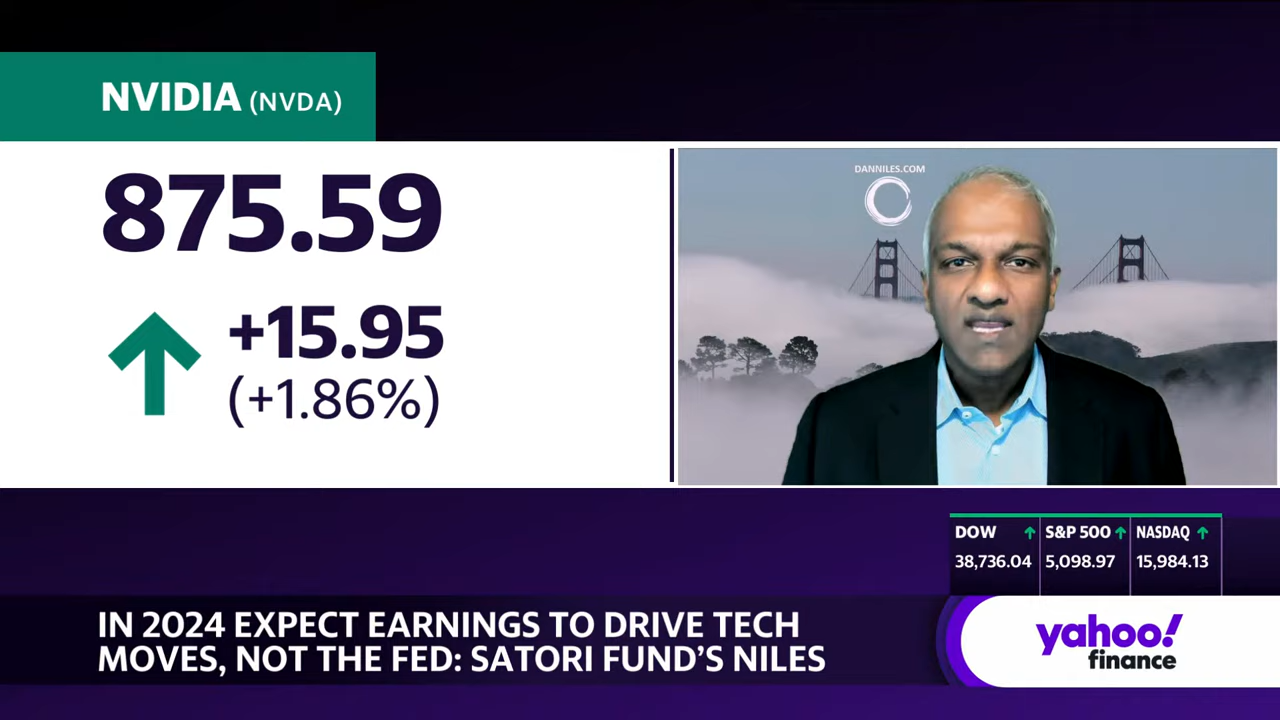 NVIDIA (NVDA)
875.59
+15.95
(+1.86%)
DANNILES.COM
DOW
38,736.04
S&P 500
5,098.97
NASDAQ
15,984.13
IN 2024 EXPECT EARNINGS TO DRIVE TECH
MOVES, NOT THE FED: SATORI FUND'S NILES
yahoo!
finance